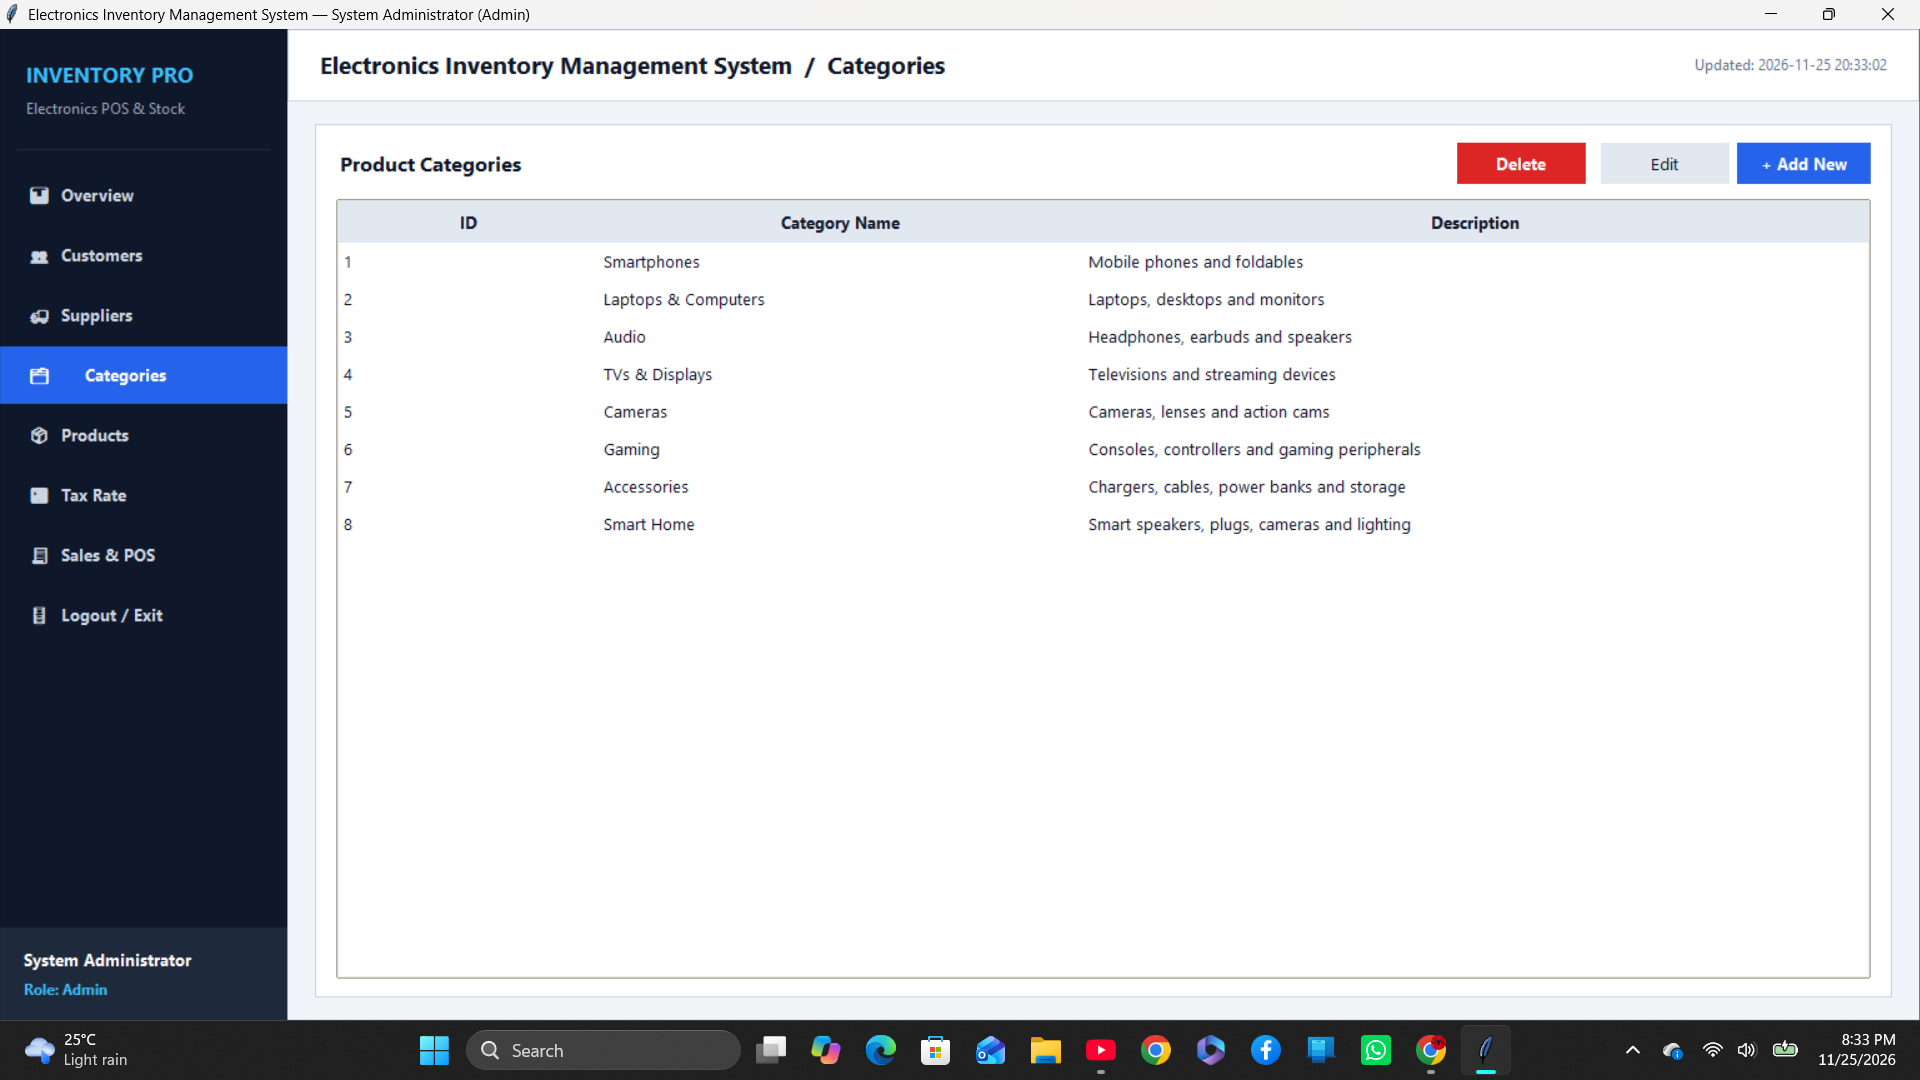 Electronics Inventory Management System — System Administrator (Admin)
INVENTORY PRO
Electronics POS & Stock
Overview
Customers
Suppliers
Categories
Products
Tax Rate
Sales & POS
Logout / Exit
System Administrator
Role: Admin
Electronics Inventory Management System / Categories
Updated: 2026-11-25 20:33:02
Product Categories
Delete
Edit
+ Add New
ID Category Name Description
1 Smartphones Mobile phones and foldables
2 Laptops & Computers Laptops, desktops and monitors
3 Audio Headphones, earbuds and speakers
4 TVs & Displays Televisions and streaming devices
5 Cameras Cameras, lenses and action cams
6 Gaming Consoles, controllers and gaming peripherals
7 Accessories Chargers, cables, power banks and storage
8 Smart Home Smart speakers, plugs, cameras and lighting
25°C
Light rain
Search
8:33 PM
11/25/2026